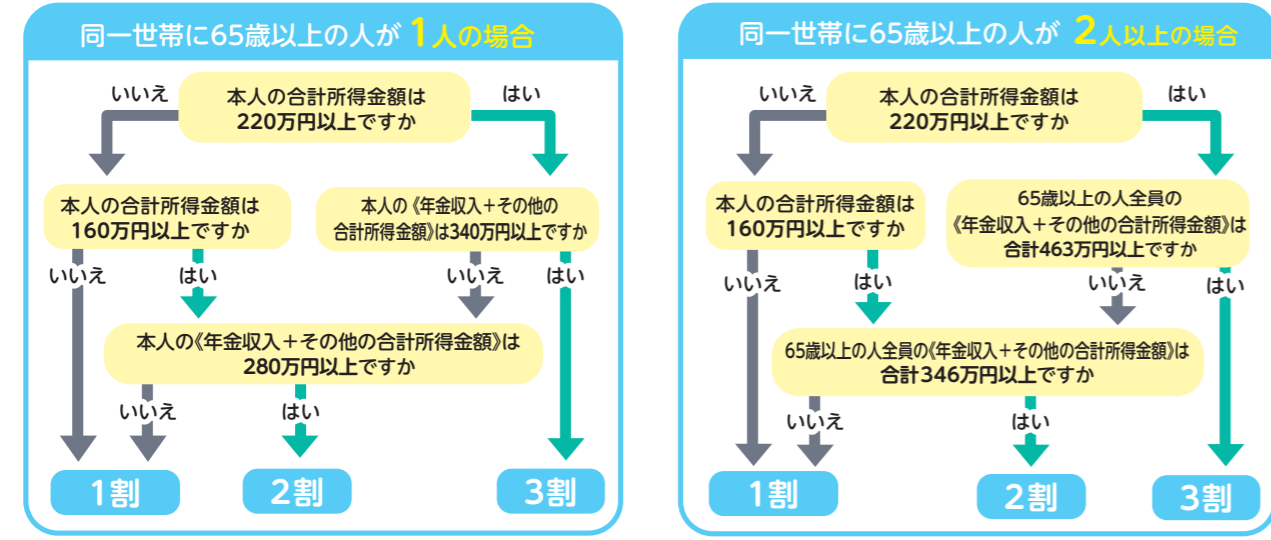 同一世帯に65歳以上の人が 1人の場合
いいえ
本人の合計所得金額は
220万円以上ですか
はい
本人の合計所得金額は
160万円以上ですか
本人の《年金収入+その他の
合計所得金額》は340万円以上ですか
いいえ
はい
いいえ
はい
本人の《年金収入+その他の合計所得金額》は
280万円以上ですか
いいえ
はい
1割
2割
3割
同一世帯に65歳以上の人が 2人以上の場合
いいえ
本人の合計所得金額は
220万円以上ですか
はい
本人の合計所得金額は
160万円以上ですか
65歳以上の人全員の
《年金収入+その他の合計所得金額》は
合計463万円以上ですか
いいえ
はい
いいえ
はい
65歳以上の人全員の《年金収入+その他の合計所得金額》は
合計346万円以上ですか
いいえ
はい
1割
2割
3割